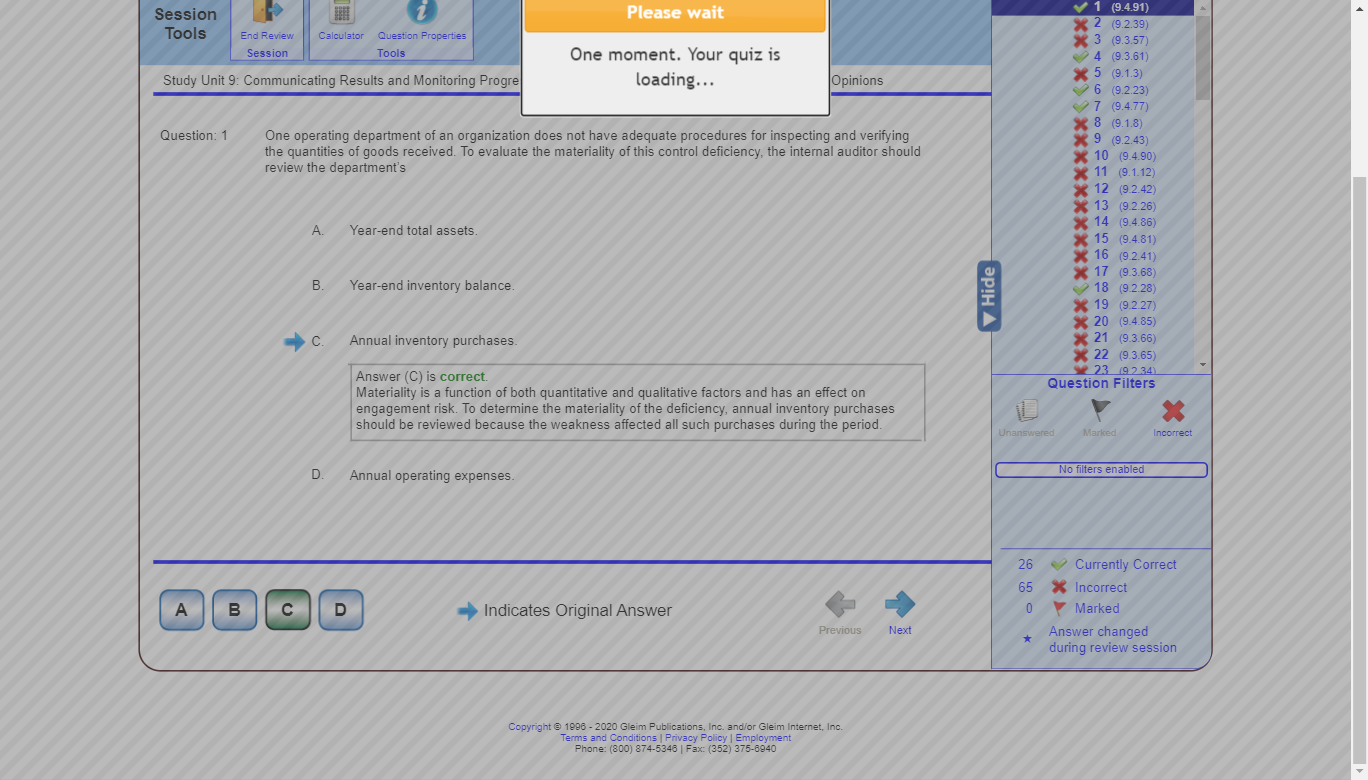 Session
Tools
End Review
Session
Calculator
Question Properties
Tools
Please wait
One moment. Your quiz is
loading...
Study Unit 9: Communicating Results and Monitoring Progre
Opinions
Question: 1
One operating department of an organization does not have adequate procedures for inspecting and verifying
the quantities of goods received. To evaluate the materiality of this control deficiency, the internal auditor should
review the department's
A. Year-end total assets.
B. Year-end inventory balance.
C. Annual inventory purchases.
Answer (C) is correct.
Materiality is a function of both quantitative and qualitative factors and has an effect on
engagement risk. To determine the materiality of the deficiency, annual inventory purchases
should be reviewed because the weakness affected all such purchases during the period.
D. Annual operating expenses.
A B C D
Indicates Original Answer
Previous
Next
Hide
1 (9.4.91)
2 (9.2.39)
3 (9.3.57)
4 (9.3.61)
5 (9.1.3)
6 (9.2.23)
7 (9.4.77)
8 (9.1.8)
9 (9.2.43)
10 (9.4.90)
11 (9.1.12)
12 (9.2.42)
13 (9.2.26)
14 (9.4.86)
15 (9.4.81)
16 (9.2.41)
17 (9.3.68)
18 (9.2.28)
19 (9.2.27)
20 (9.4.85)
21 (9.3.66)
22 (9.3.65)
23 (9.2.34)
Question Filters
Unanswered
Marked
Incorrect
No filters enabled
26 Currently Correct
65 Incorrect
0 Marked
Answer changed
during review session
Copyright © 1996 - 2020 Gleim Publications, Inc. and/or Gleim Internet, Inc.
Terms and Conditions | Privacy Policy | Employment
Phone: (800) 874-5346 | Fax: (352) 375-6940